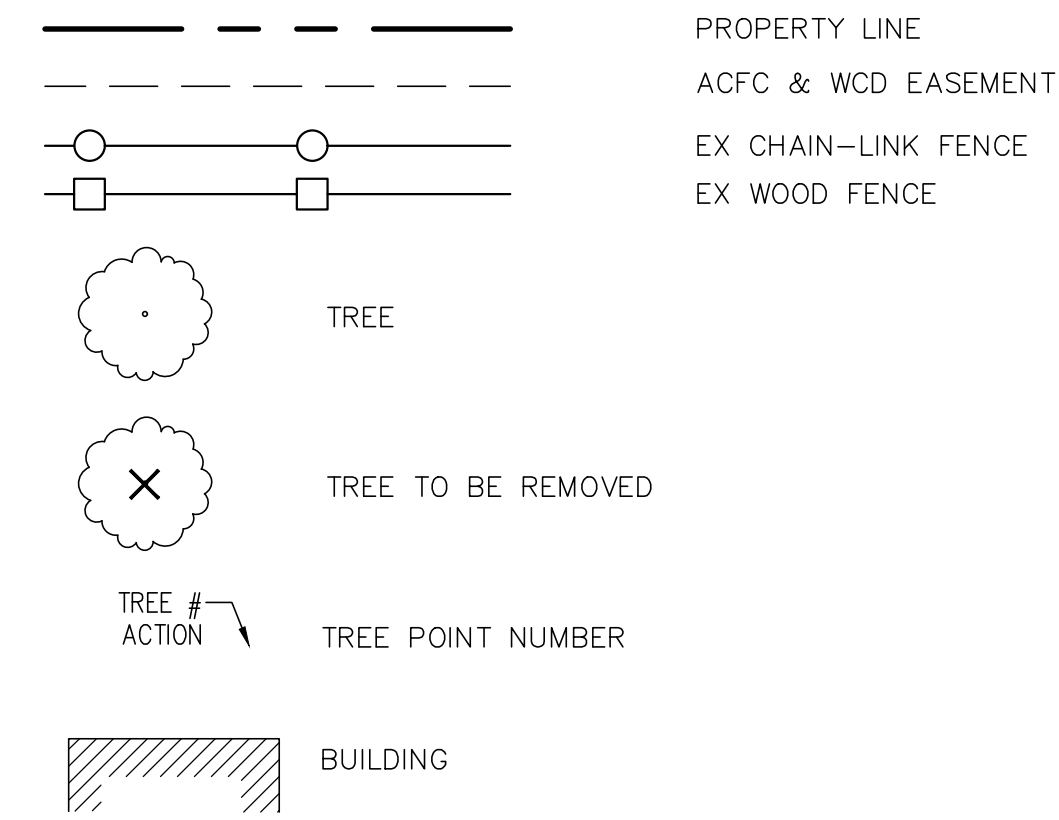 PROPERTY LINE
ACFC & WCD EASEMENT
EX CHAIN-LINK FENCE
EX WOOD FENCE
TREE
TREE TO BE REMOVED
TREE #
ACTION
TREE POINT NUMBER
BUILDING